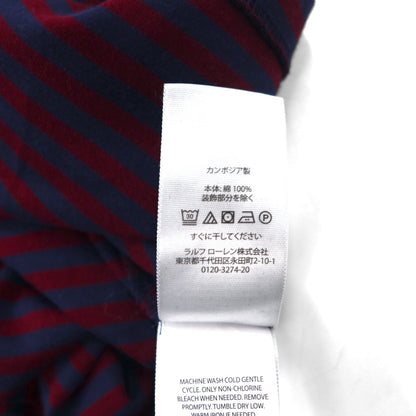 カンボジア製
本体: 綿 100%
装飾部分を除く
30
P
すぐに干してください
ラルフ ローレン株式会社
東京都千代田区永田町2-10-1
0120-3274-20
MACHINE WASH COLD GENTLE
CYCLE. ONLY NON-CHLORINE
BLEACH WHEN NEEDED. REMOVE
PROMPTLY. TUMBLE DRY LOW.
WARM IRON IF NEEDED.